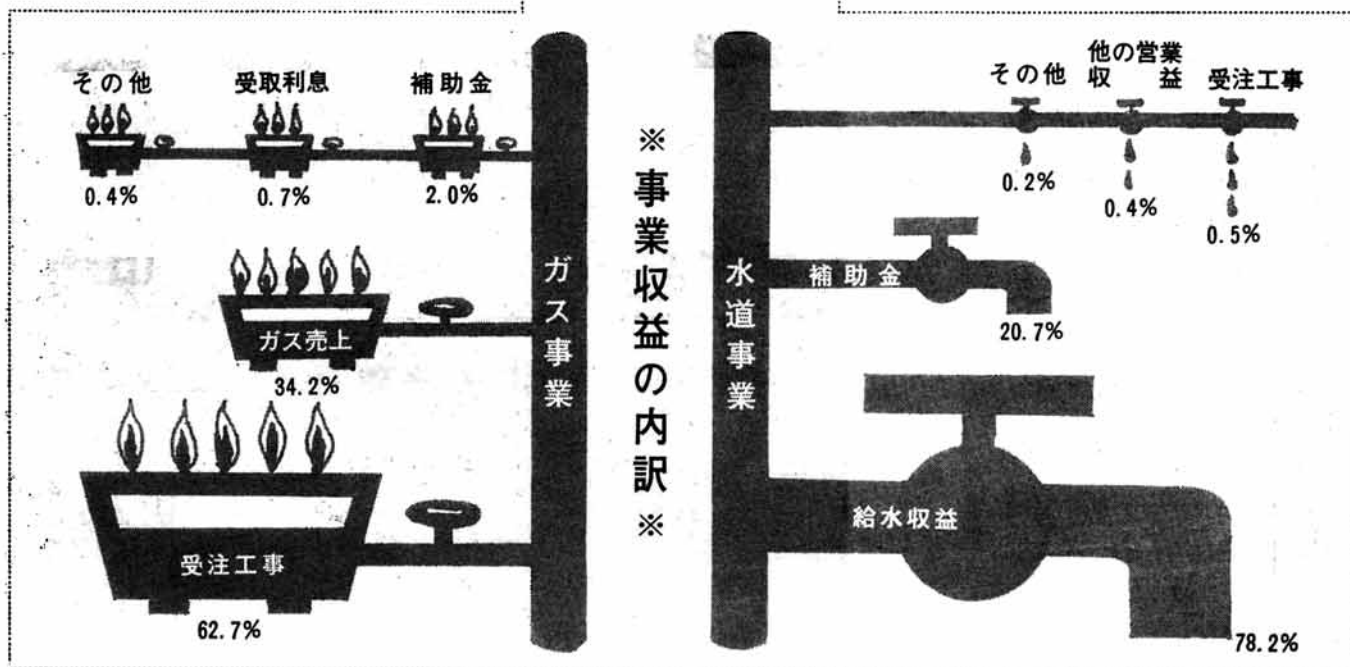 ※事業収益の内訳※
ガス事業
その他
0.4%
受取利息
0.7%
補助金
2.0%
ガス売上
34.2%
受注工事
62.7%
水道事業
その他
0.2%
他の営業
収益
0.4%
受注工事
0.5%
補助金
20.7%
給水収益
78.2%